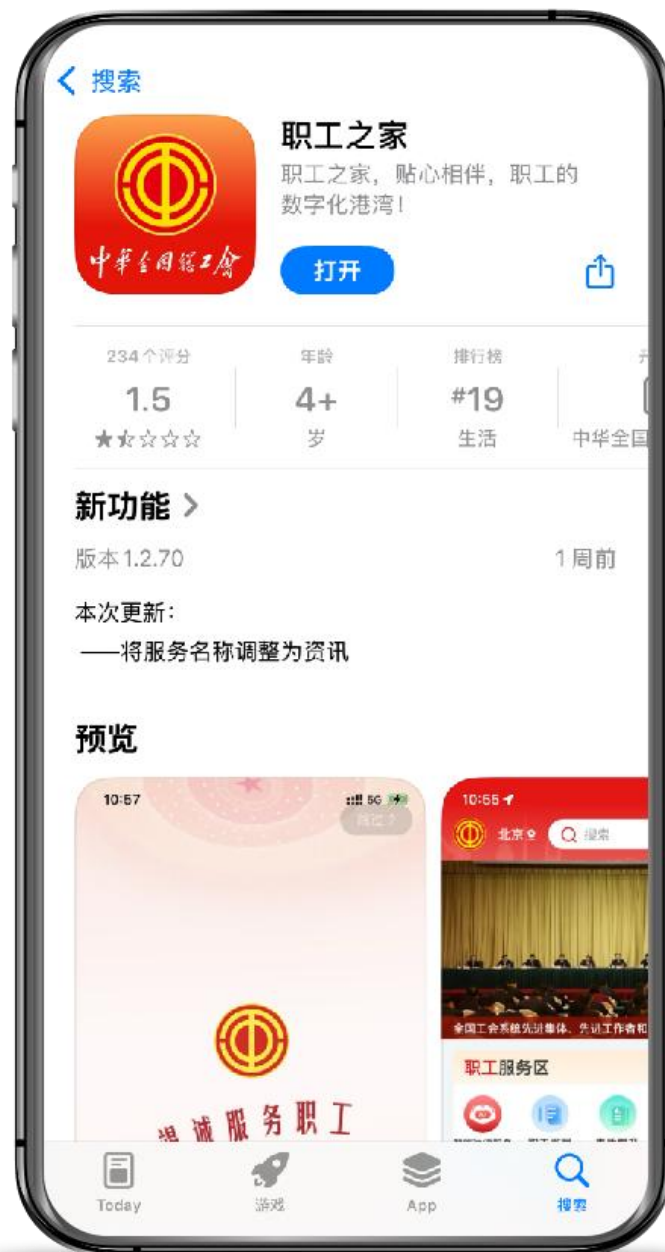 搜索
职工之家
职工之家，贴心相伴，职工的
数字化港湾！
中华全国总工会
打开
234个评分
年龄
排行榜
1.5
4+
#19
岁
生活
中华全国
新功能
版本 1.2.70
1周前
本次更新：
——将服务名称调整为资讯
预览
10:57
5G
10:55
北京
搜索
全国工会系统先进集体、先进工作者和
竭诚服务职工
职工服务区
Today
游戏
App
搜索